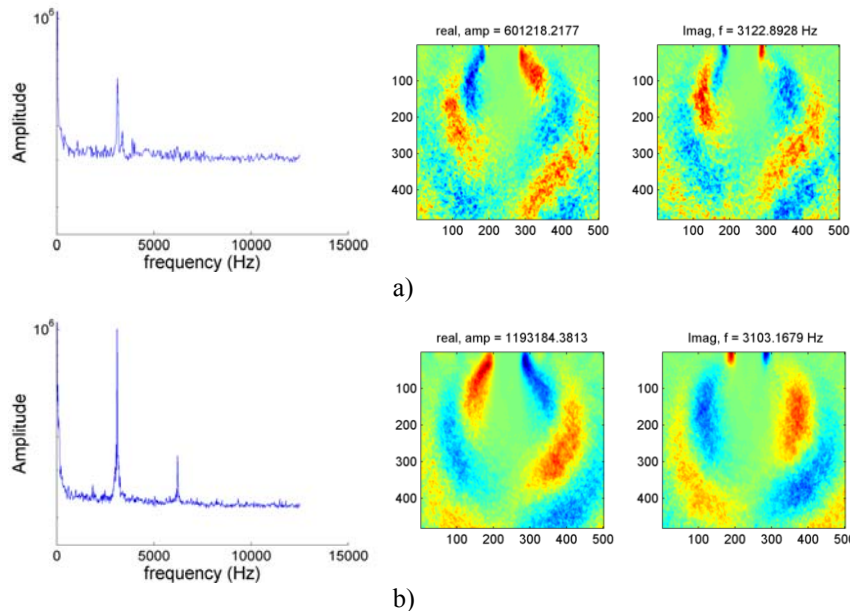 10^6
Amplitude
0 5000 10000 15000
frequency (Hz)
real, amp = 601218.2177
100
200
300
400
100 200 300 400 500
Imag, f = 3122.8928 Hz
100
200
300
400
100 200 300 400 500
a)
10^6
Amplitude
0 5000 10000 15000
frequency (Hz)
real, amp = 1193184.3813
100
200
300
400
100 200 300 400 500
Imag, f = 3103.1679 Hz
100
200
300
400
100 200 300 400 500
b)